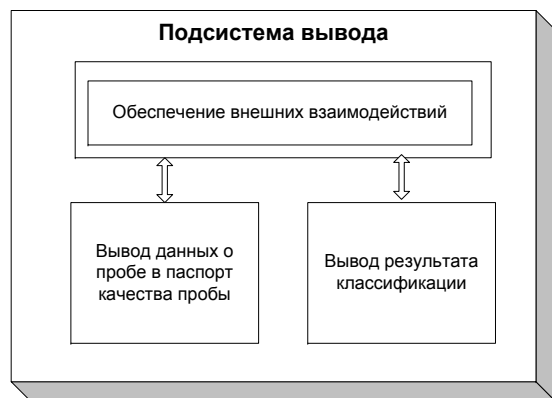 Подсистема вывода
Обеспечение внешних взаимодействий
Вывод данных о
пробе в паспорт
качества пробы
Вывод результата
классификации